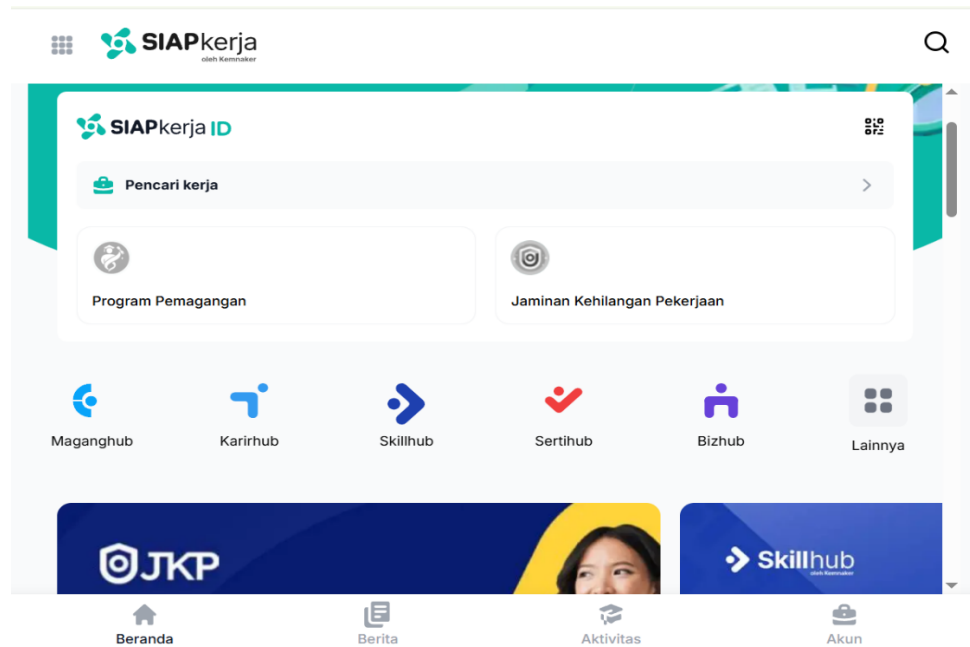 SIAPkerja
oleh Kemnaker
SIAPkerja ID
Pencari kerja
Program Pemagangan
Jaminan Kehilangan Pekerjaan
Maganghub
Karirhub
Skillhub
Sertihub
Bizhub
Lainnya
JKP
Skillhub
oleh Kemnaker
Beranda
Berita
Aktivitas
Akun